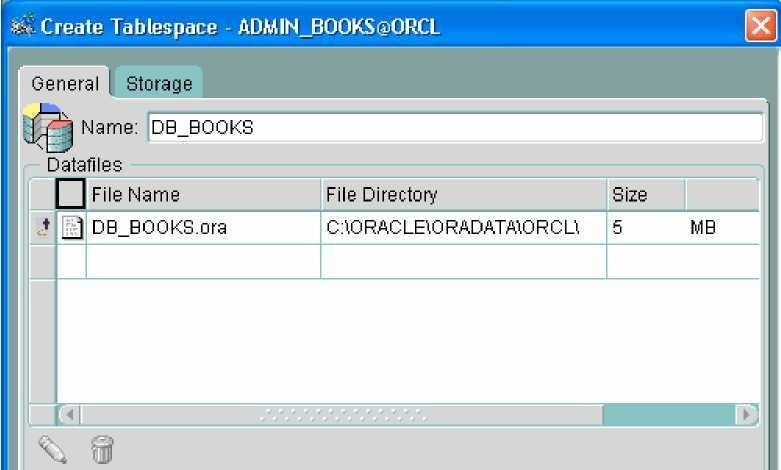 Create Tablespace - ADMIN_BOOKS@ORCL
General Storage
Name: DB_BOOKS
Datafiles
File Name File Directory Size
DB_BOOKS.ora C:\ORACLE\ORADATA\ORCL\ 5 MB